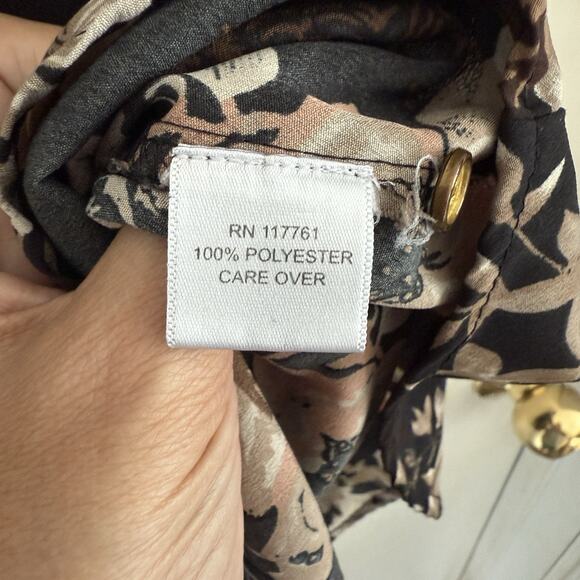 RN 117761
100% POLYESTER
CARE OVER